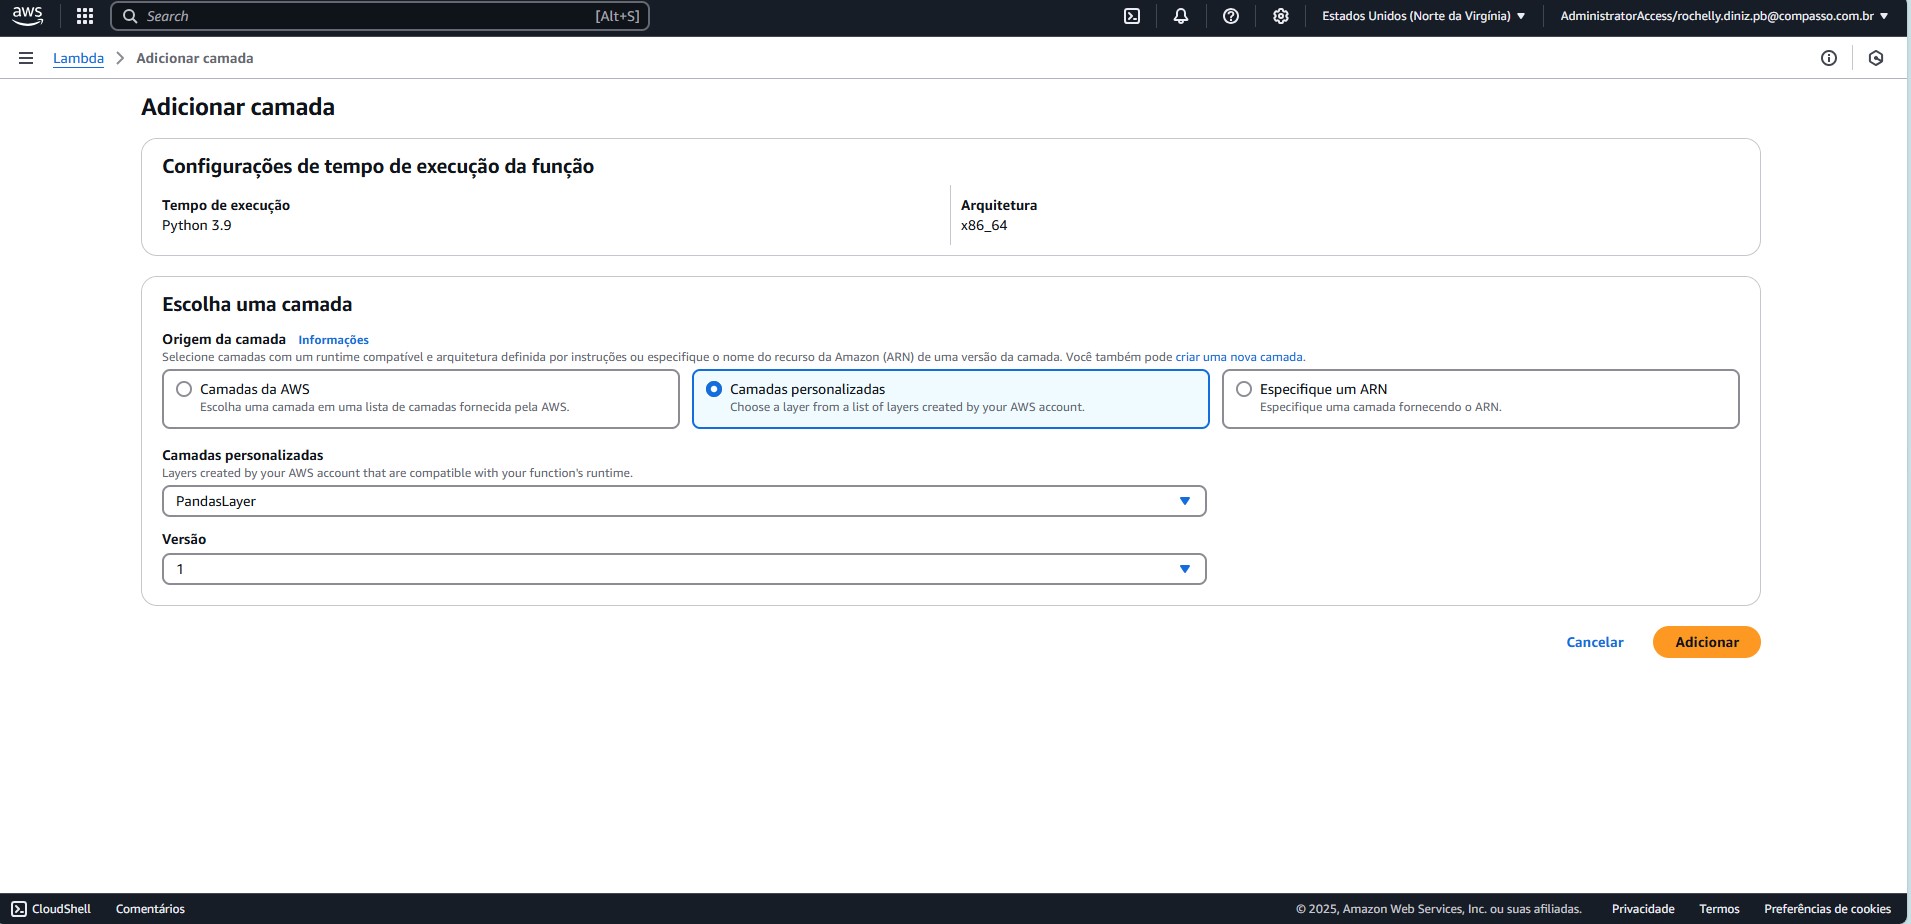 aws
Search [Alt+S]
Estados Unidos (Norte da Virgínia)
AdministratorAccess/rochelly.diniz.pb@compasso.com.br
Lambda
Adicionar camada
Adicionar camada
Configurações de tempo de execução da função
Tempo de execução
Python 3.9
Arquitetura
x86_64
Escolha uma camada
Origem da camada Informações
Selecione camadas com um runtime compatível e arquitetura definida por instruções ou especifique o nome do recurso da Amazon (ARN) de uma versão da camada. Você também pode criar uma nova camada.
Camadas da AWS
Escolha uma camada em uma lista de camadas fornecida pela AWS.
Camadas personalizadas
Choose a layer from a list of layers created by your AWS account.
Especifique um ARN
Especifique uma camada fornecendo o ARN.
Camadas personalizadas
Layers created by your AWS account that are compatible with your function's runtime.
PandasLayer
Versão
1
Cancelar
Adicionar
CloudShell
Comentários
© 2025, Amazon Web Services, Inc. ou suas afiliadas.
Privacidade
Termos
Preferências de cookies